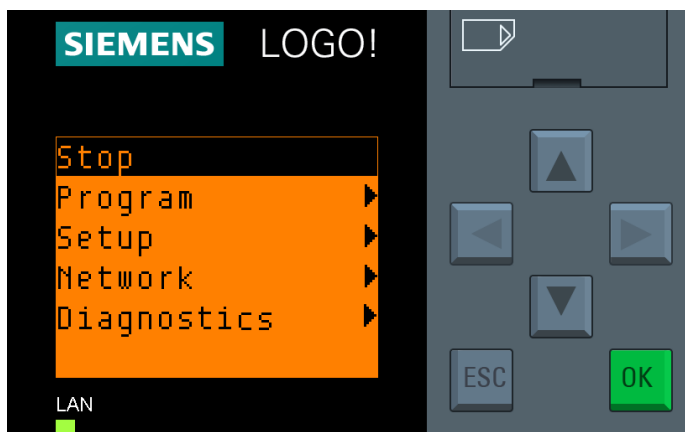 SIEMENS LOGO!
Stop
Program
Setup
Network
Diagnostics
ESC OK
LAN